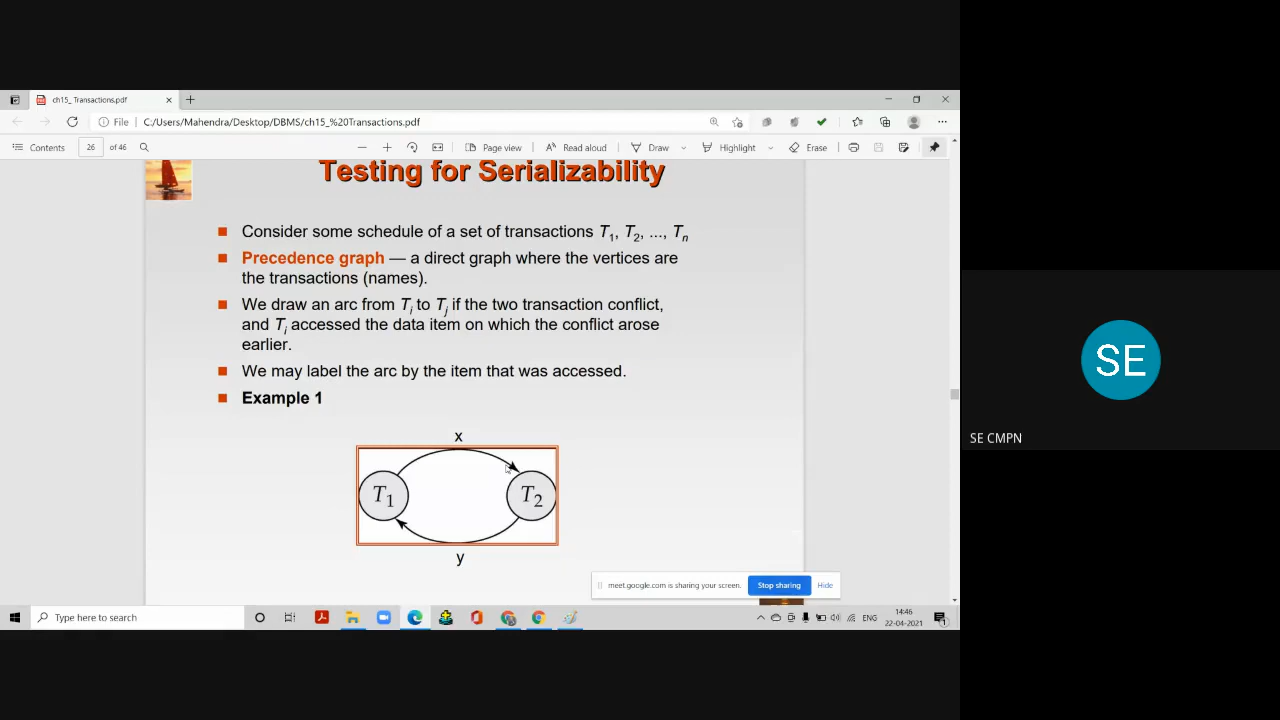 ch15_ Transactions.pdf
File
C:/Users/Mahendra/Desktop/DBMS/ch15_%20Transactions.pdf
Contents
26
of 46
Page view
Read aloud
Draw
Highlight
Erase
Testing for Serializability
Consider some schedule of a set of transactions T1, T2, ..., Tn
Precedence graph — a direct graph where the vertices are
the transactions (names).
We draw an arc from Ti to Tj if the two transaction conflict,
and Ti accessed the data item on which the conflict arose
earlier.
We may label the arc by the item that was accessed.
Example 1
x
T1
T2
y
meet.google.com is sharing your screen.
Stop sharing
Hide
Type here to search
ENG
14:46
22-04-2021
SE
SE CMPN